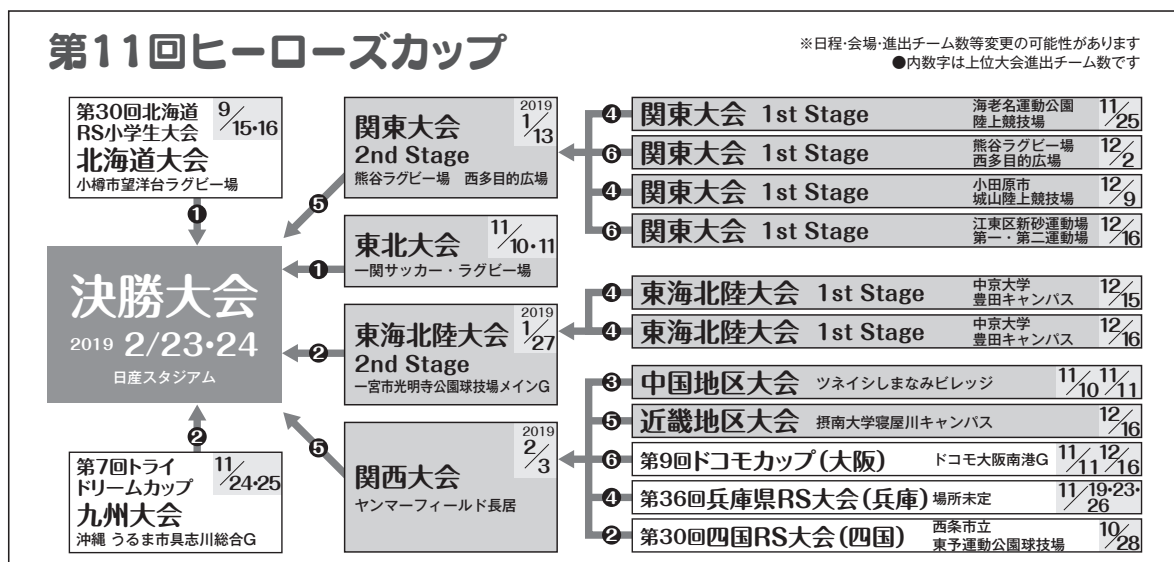 第11回ヒーローズカップ
※日程・会場・進出チーム数等変更の可能性があります
●内数字は上位大会進出チーム数です
第30回北海道
RS小学生大会
9/15・16
北海道大会
小樽市望洋台ラグビー場
❶
決勝大会
2019 2/23・24
日産スタジアム
❷
第7回トライ
ドリームカップ
11/24・25
九州大会
沖縄 うるま市具志川総合G
関東大会
2nd Stage
2019
1/13
熊谷ラグビー場 西多目的広場
❺
東北大会
11/10・11
一関サッカー・ラグビー場
❶
東海北陸大会
2nd Stage
2019
1/27
一宮市光明寺公園球技場メインG
❷
関西大会
2019
2/3
ヤンマーフィールド長居
❺
❹ 関東大会 1st Stage
海老名運動公園
陸上競技場
11/25
❻ 関東大会 1st Stage
熊谷ラグビー場
西多目的広場
12/2
❹ 関東大会 1st Stage
小田原市
城山陸上競技場
12/9
❻ 関東大会 1st Stage
江東区新砂運動場
第一・第二運動場
12/16
❹ 東海北陸大会 1st Stage
中京大学
豊田キャンパス
12/15
❹ 東海北陸大会 1st Stage
中京大学
豊田キャンパス
12/16
❸ 中国地区大会 ツネイシしまなみビレッジ 11/10 11/11
❺ 近畿地区大会 摂南大学寝屋川キャンパス 12/16
❻ 第9回ドコモカップ(大阪) ドコモ大阪南港G 11/11 12/16
❹ 第36回兵庫県RS大会(兵庫) 場所未定 11/19・23・26
❷ 第30回四国RS大会(四国)
西条市立
東予運動公園球技場
10/28